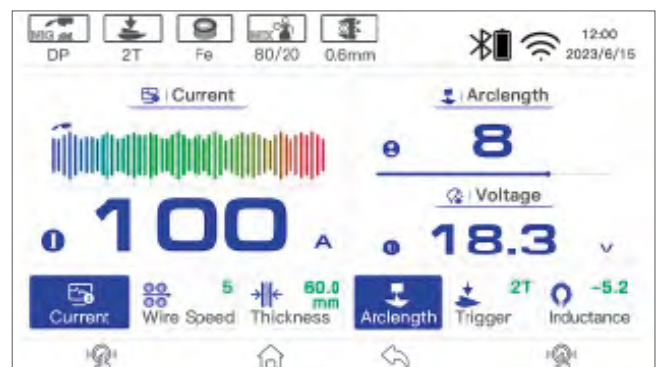 MIG
MIX
12:00
DP 2T Fe 80/20 0.6mm
2023/6/15
Current
Arclength
8
Voltage
100 A
18.3 V
5 60.0 2T -5.2
mm
Current Wire Speed Thickness Arclength Trigger Inductance